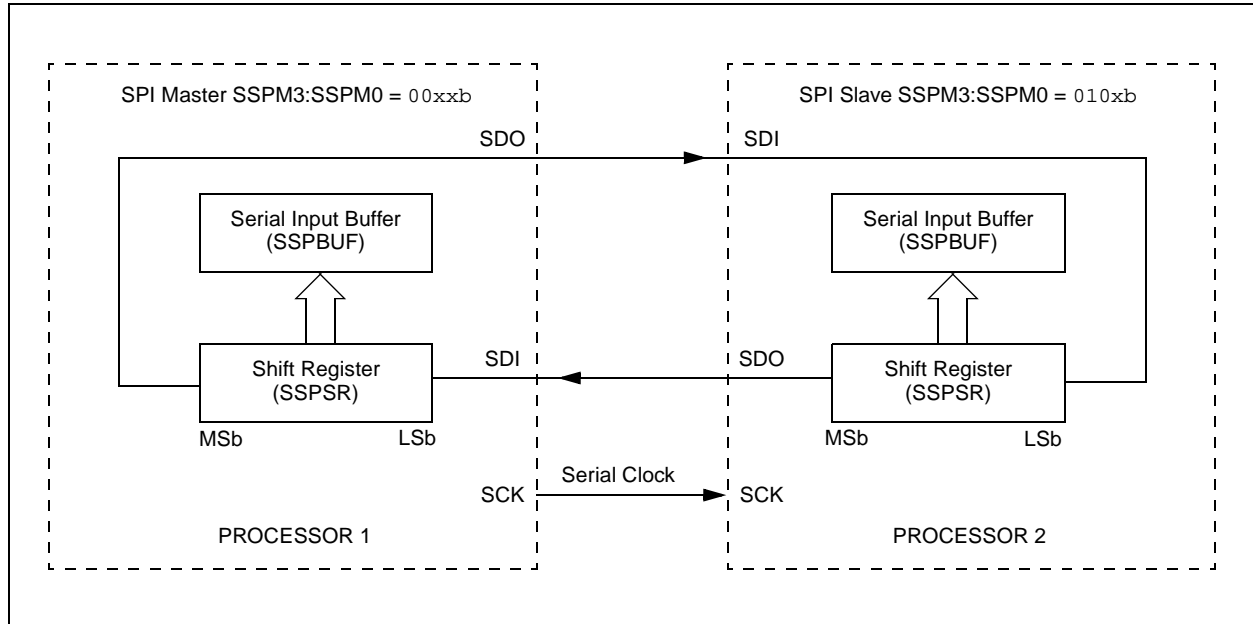 SPI Master SSPM3:SSPM0 = 00xxb
SDO
Serial Input Buffer
(SSPBUF)
Shift Register
(SSPSR)
MSb
LSb
SDI
SCK
PROCESSOR 1
Serial Clock
SPI Slave SSPM3:SSPM0 = 010xb
SDI
Serial Input Buffer
(SSPBUF)
SDO
Shift Register
(SSPSR)
MSb
LSb
SCK
PROCESSOR 2